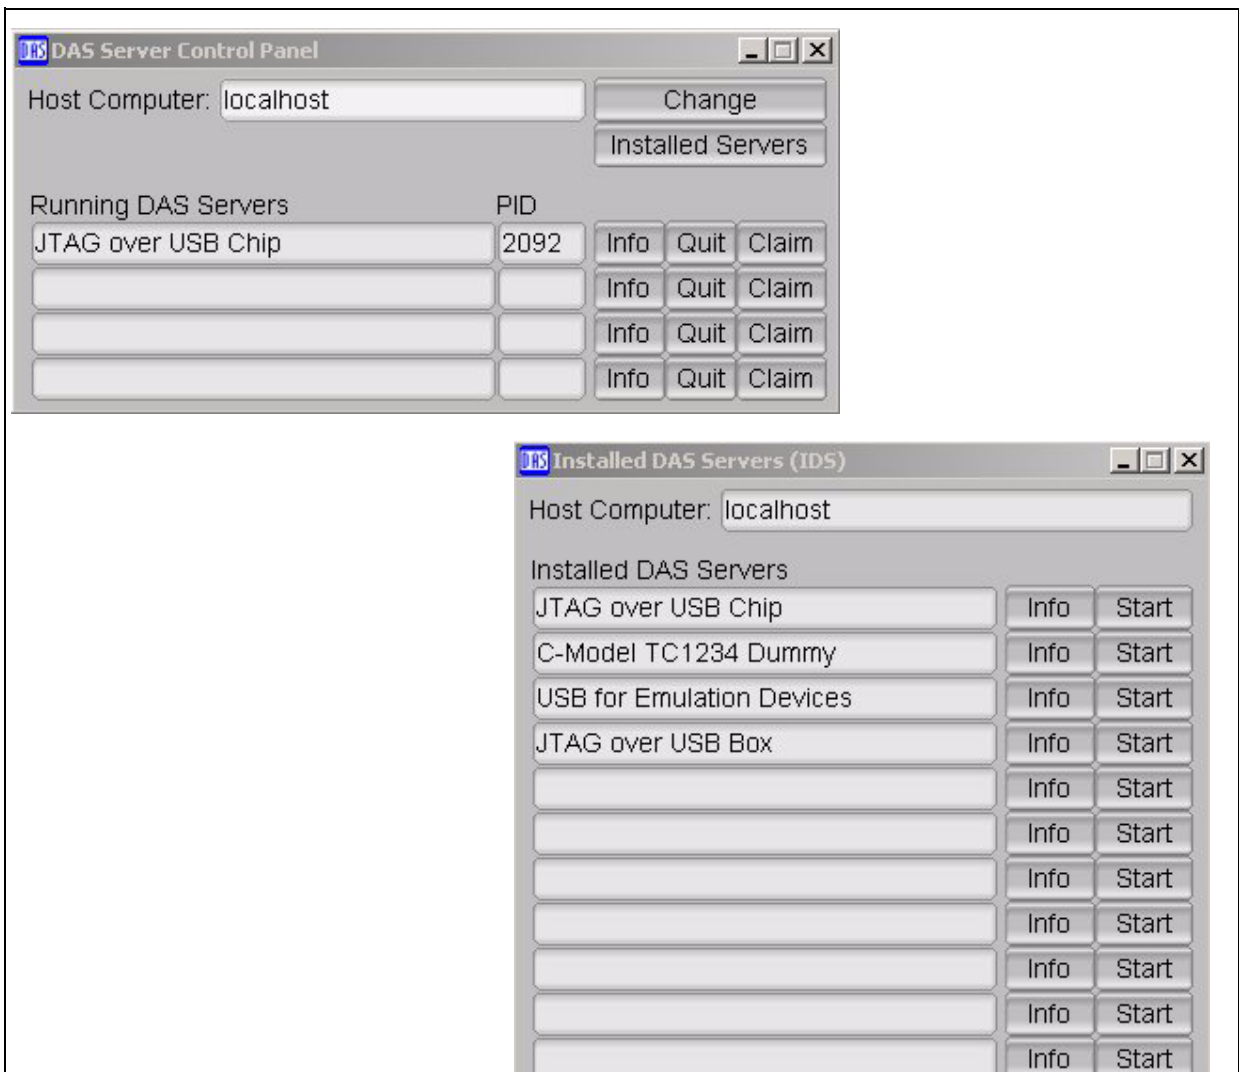 DAS DAS Server Control Panel
Host Computer: localhost Change
Installed Servers
Running DAS Servers PID
JTAG over USB Chip 2092 Info Quit Claim
Info Quit Claim
Info Quit Claim
Info Quit Claim
DAS Installed DAS Servers (IDS)
Host Computer: localhost
Installed DAS Servers
JTAG over USB Chip Info Start
C-Model TC1234 Dummy Info Start
USB for Emulation Devices Info Start
JTAG over USB Box Info Start
Info Start
Info Start
Info Start
Info Start
Info Start
Info Start
Info Start